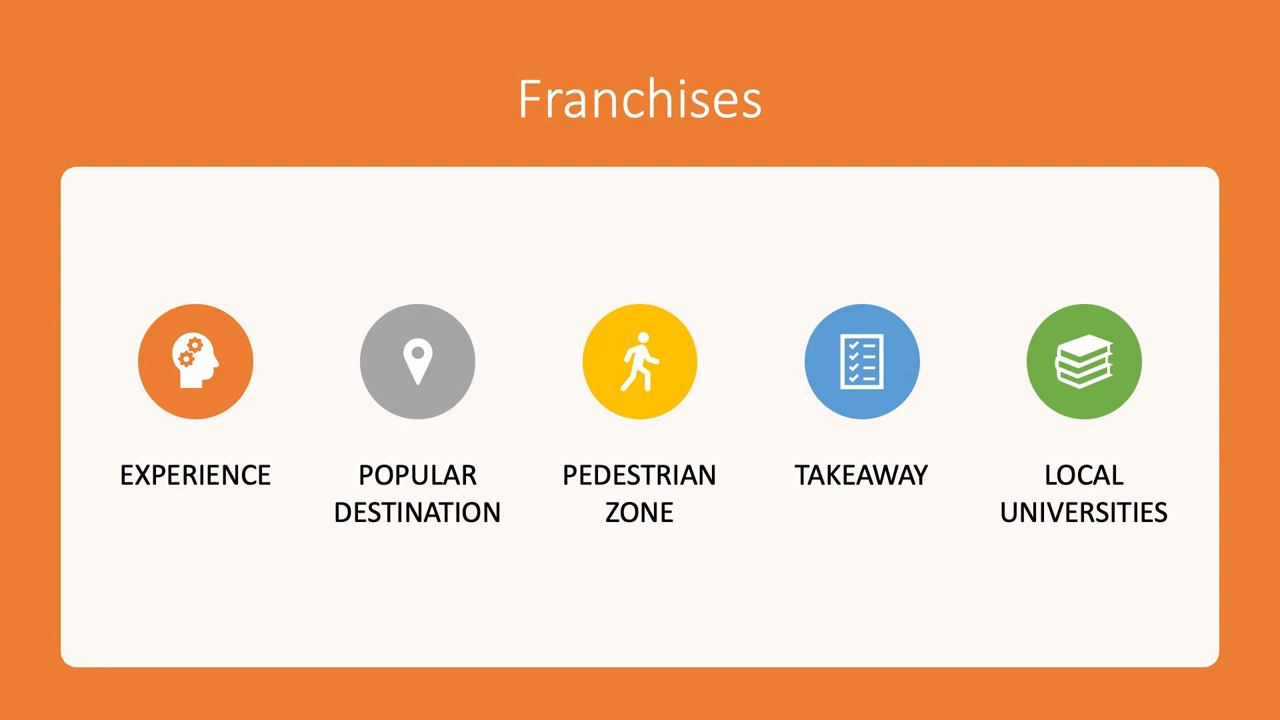 Franchises
EXPERIENCE
POPULAR
DESTINATION
PEDESTRIAN
ZONE
TAKEAWAY
LOCAL
UNIVERSITIES